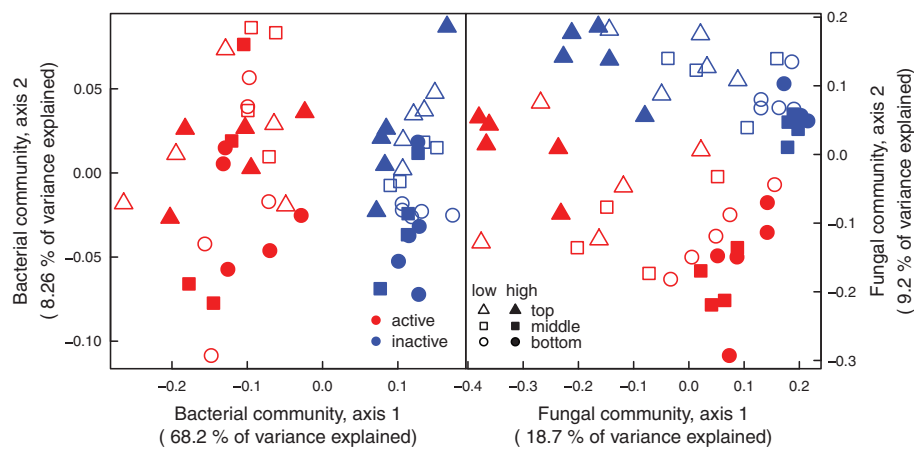 Bacterial community, axis 2
( 8.26 % of variance explained)
0.05
0.00
−0.05
−0.10
−0.2
−0.1
0.0
0.1
Bacterial community, axis 1
( 68.2 % of variance explained)
active
inactive
low high
top
middle
bottom
−0.4
−0.3
−0.2
−0.1
0.0
0.1
0.2
Fungal community, axis 1
( 18.7 % of variance explained)
0.2
0.1
0.0
−0.1
−0.2
−0.3
Fungal community, axis 2
(9.2 % of variance explained)